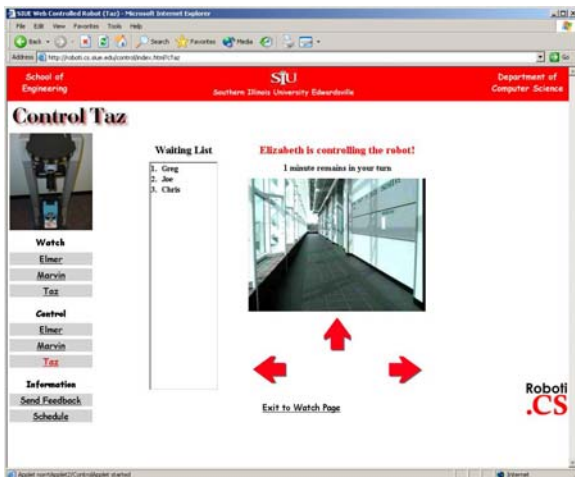 SIUE Web Controlled Robot (Taz) - Microsoft Internet Explorer
File Edit View Favorites Tools Help
Back Search Favorites Media
Address http://roboti.cs.siue.edu/control/index.html?cTaz Go
School of
Engineering
SIU
Southern Illinois University Edwardsville
Department of
Computer Science
Control Taz
Waiting List
1. Greg
2. Joe
3. Chris
Elizabeth is controlling the robot!
1 minute remains in your turn
Watch
Elmer
Marvin
Taz
Control
Elmer
Marvin
Taz
Information
Send Feedback
Schedule
Exit to Watch Page
Roboti
.CS
Applet started
Internet